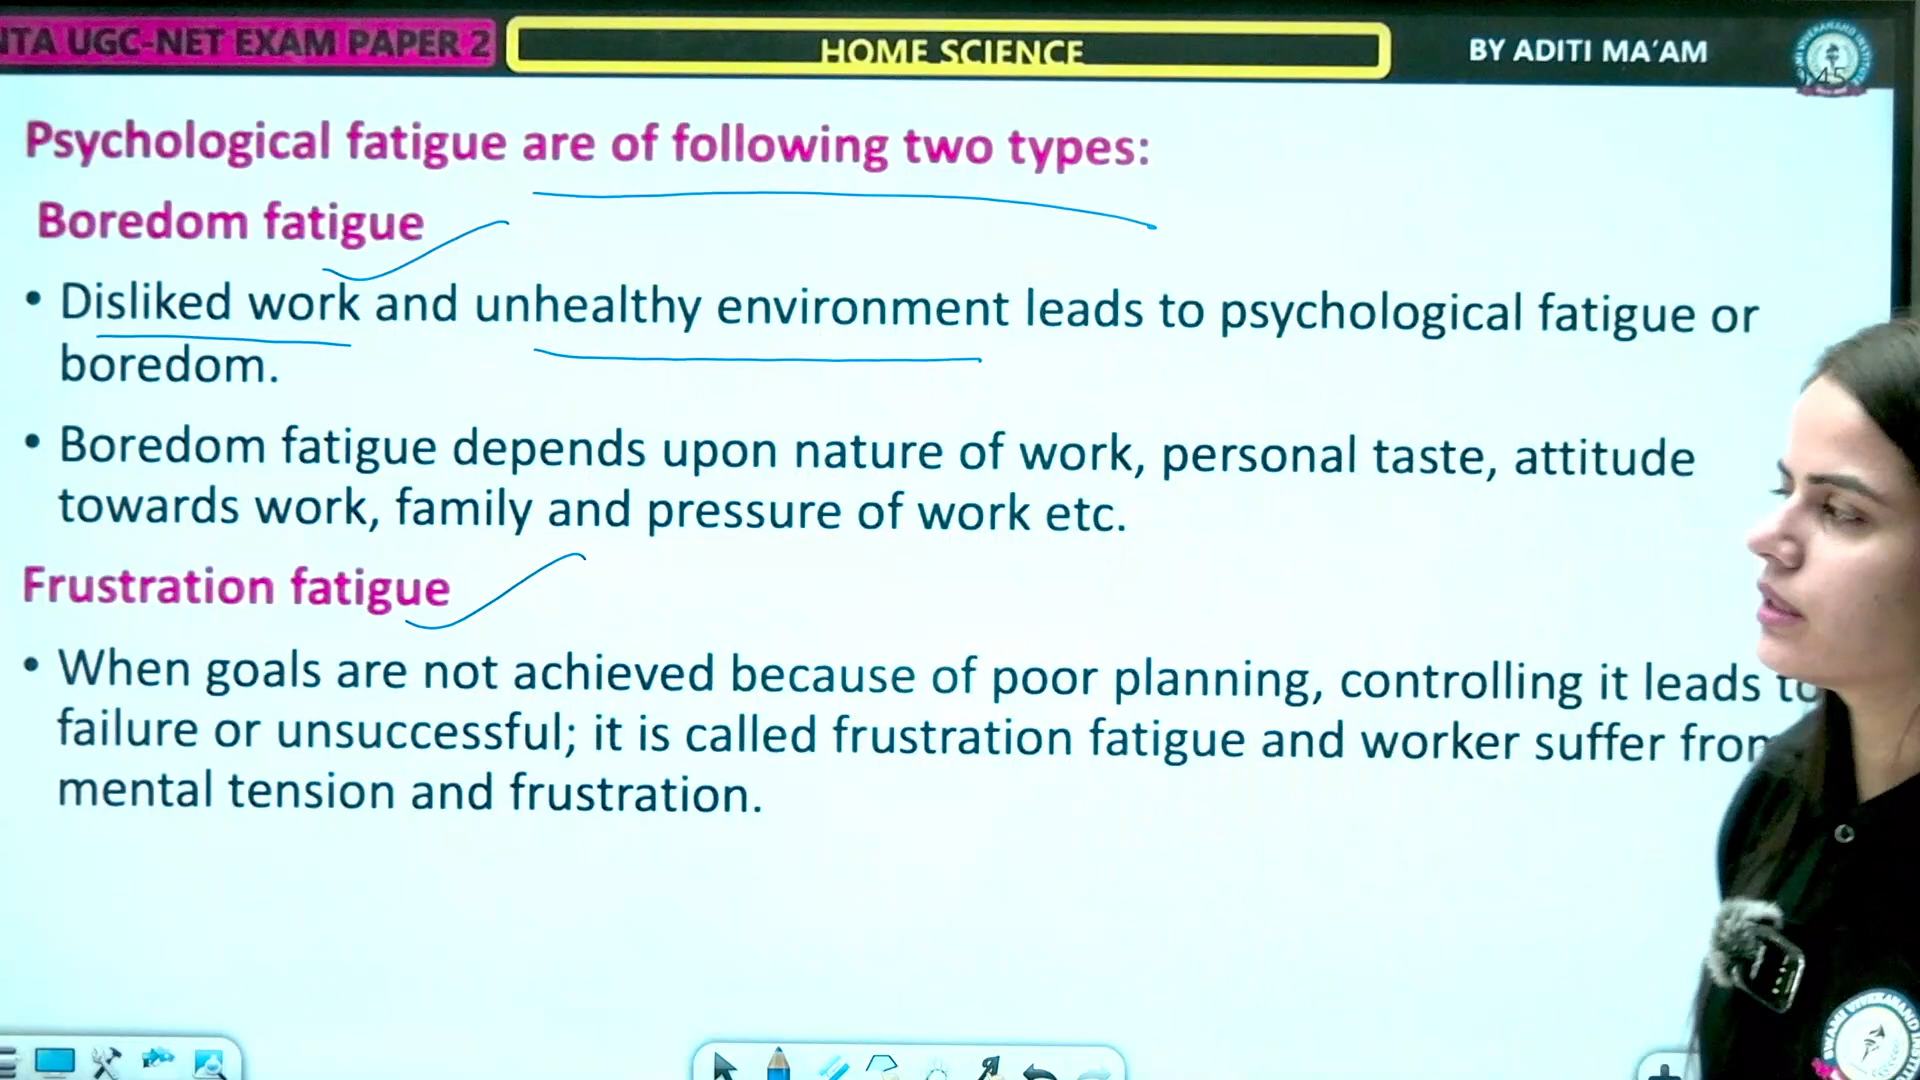 NTA UGC-NET EXAM PAPER 2
HOME SCIENCE
BY ADITI MA'AM
Psychological fatigue are of following two types:
Boredom fatigue
• Disliked work and unhealthy environment leads to psychological fatigue or
boredom.
• Boredom fatigue depends upon nature of work, personal taste, attitude
towards work, family and pressure of work etc.
Frustration fatigue
• When goals are not achieved because of poor planning, controlling it leads to
failure or unsuccessful; it is called frustration fatigue and worker suffer from
mental tension and frustration.